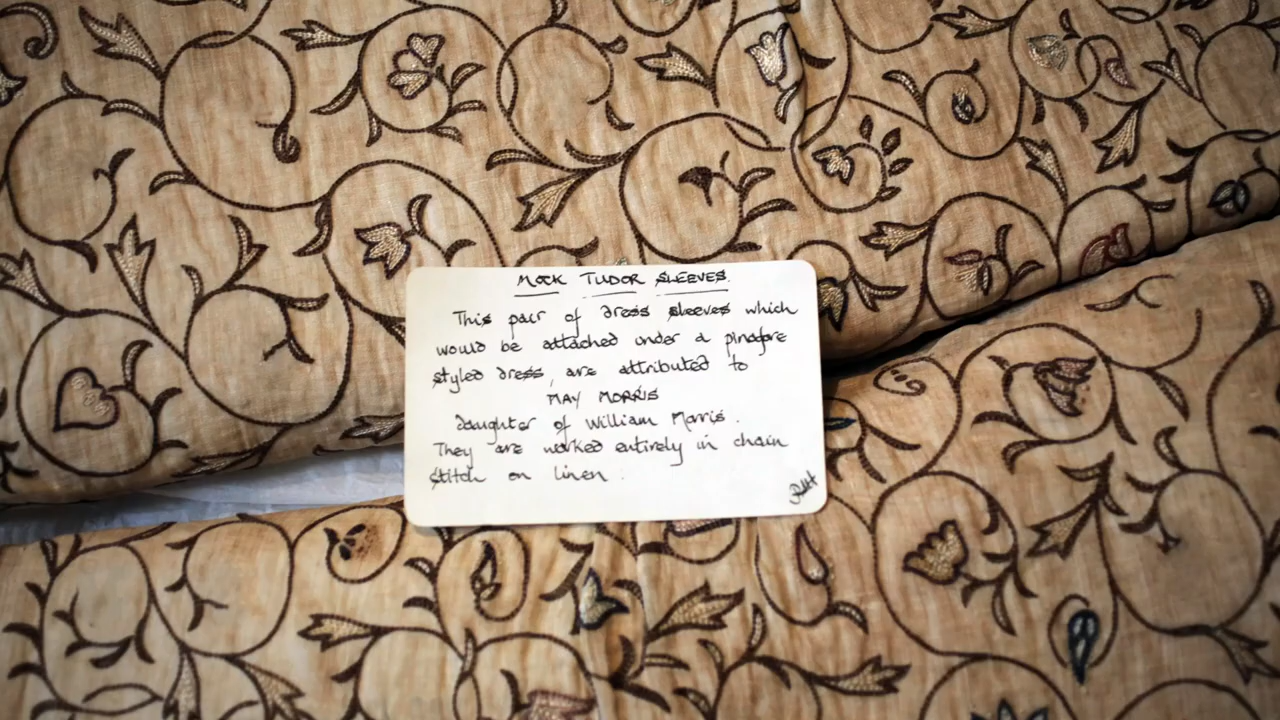 MOCK TUDOR SLEEVES.
This pair of dress sleeves which
would be attached under a pinafore
styled dress, are attributed to
MAY MORRIS
Daughter of William Morris.
They are worked entirely in chain
stitch on linen.